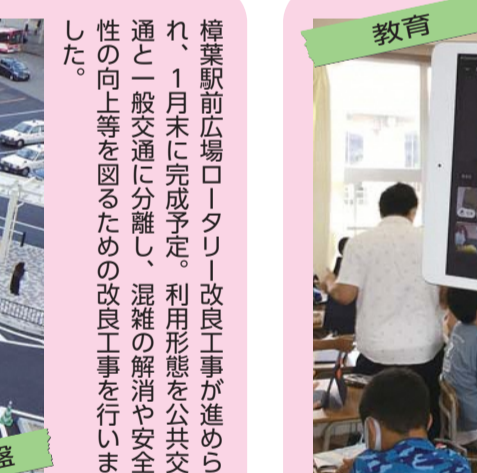 樟葉駅前広場ロータリー改良工事が進めら
れ、1月末に完成予定。利用形態を公共交
通と一般交通に分離し、混雑の解消や安全
性の向上等を図るための改良工事を行いま
した。
教育
盤